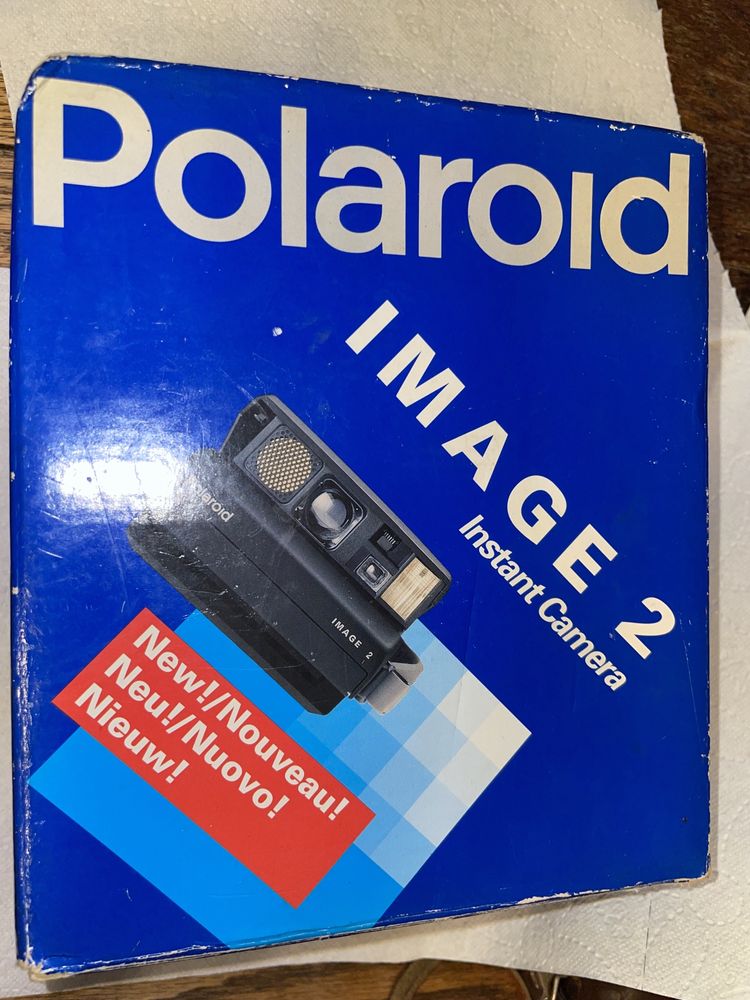 Polaroid
IMAGE 2
Instant Camera
Polaroid
IMAGE 2
New!/Nouveau!
Neu!/Nuovo!
Nieuw!